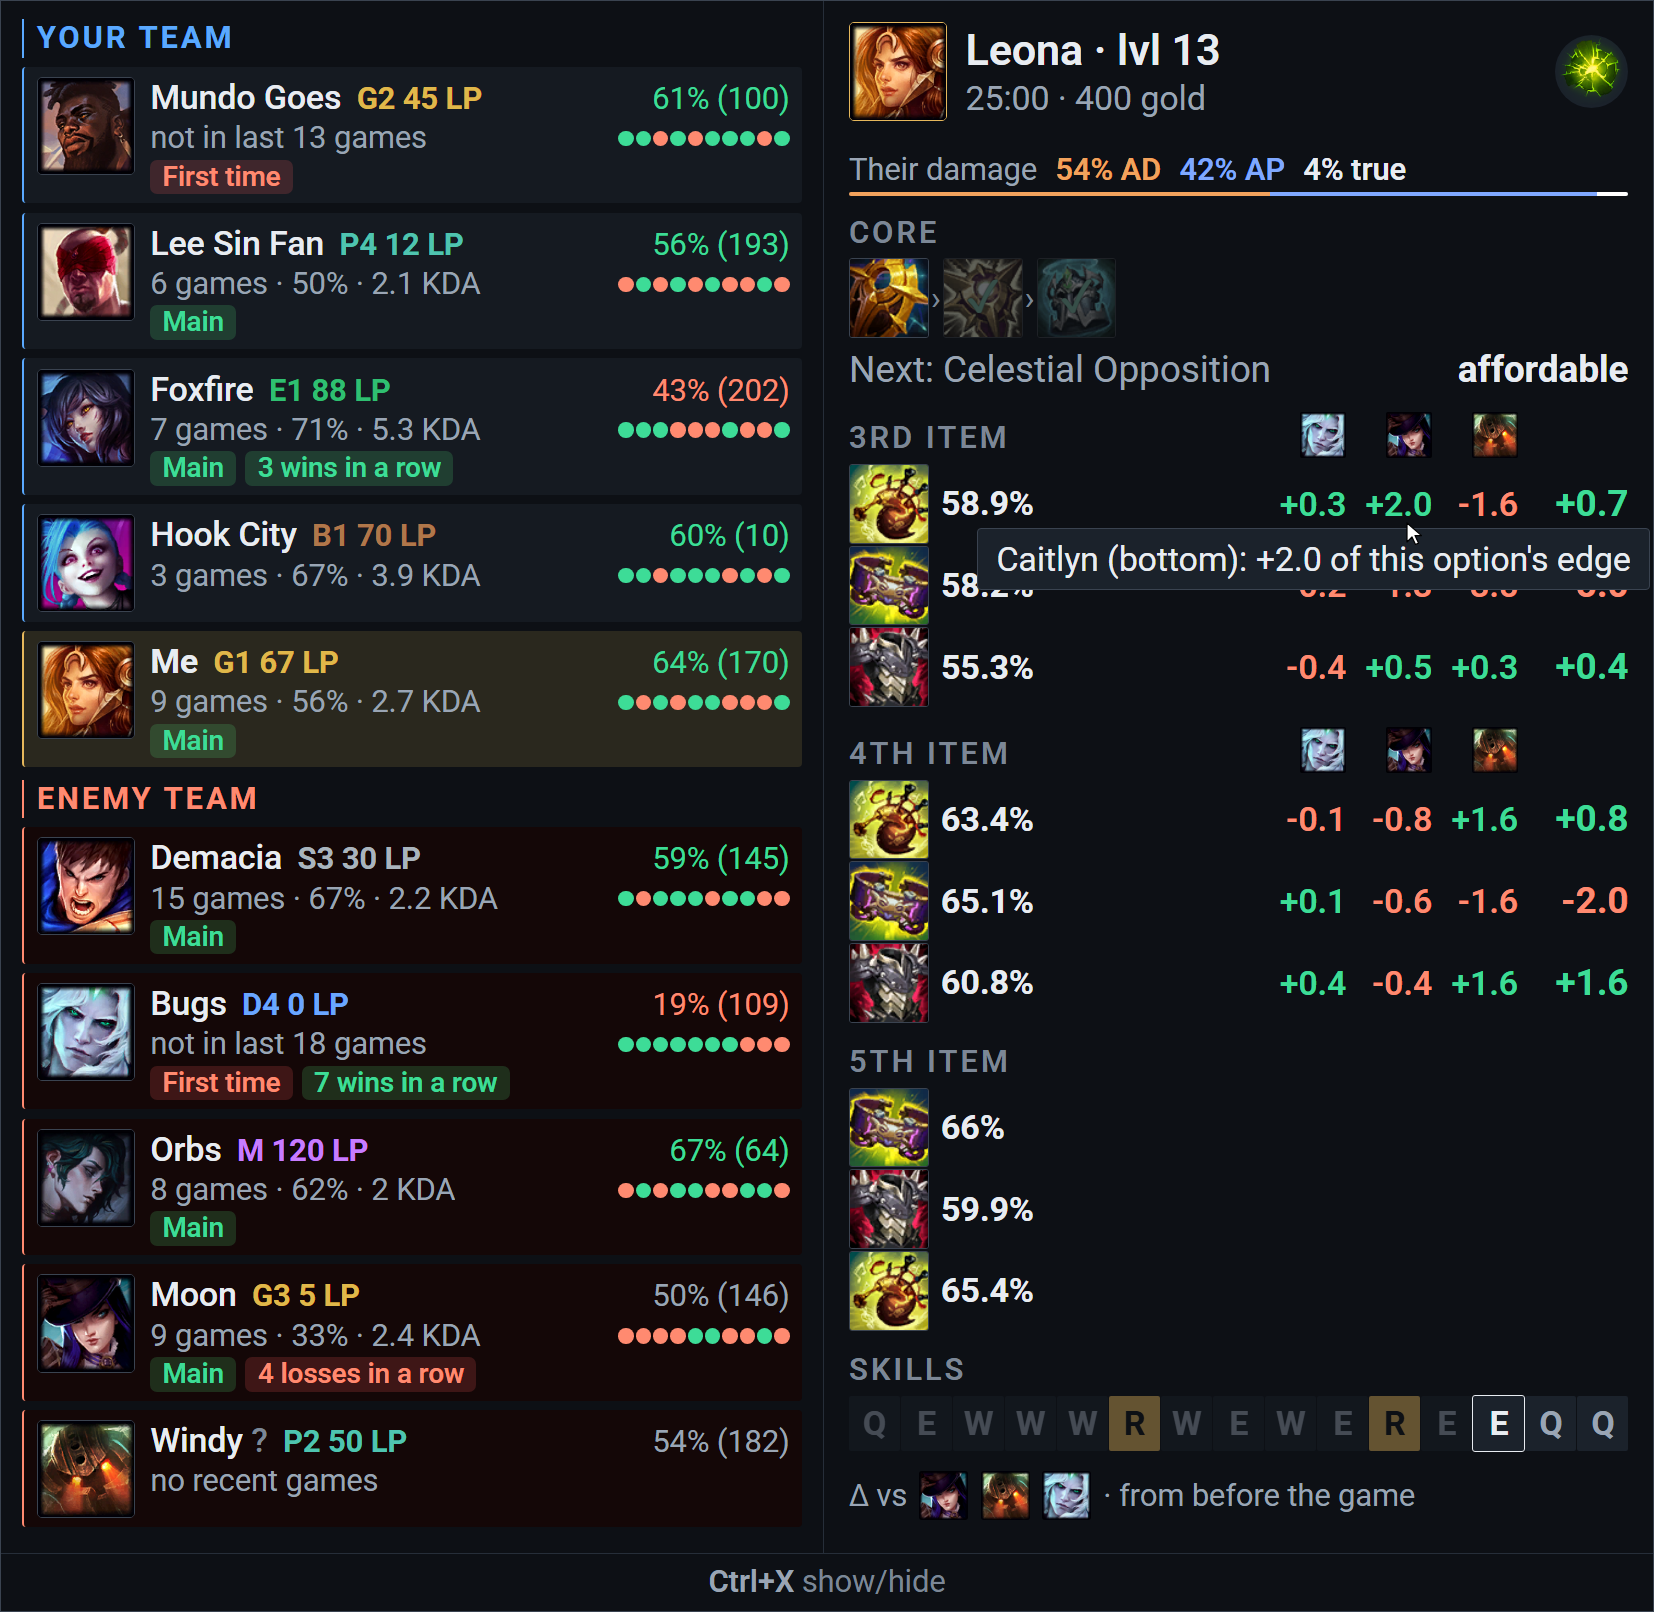 YOUR TEAM
Mundo Goes G2 45 LP 61% (100)
not in last 13 games
First time
Lee Sin Fan P4 12 LP 56% (193)
6 games · 50% · 2.1 KDA
Main
Foxfire E1 88 LP 43% (202)
7 games · 71% · 5.3 KDA
Main 3 wins in a row
Hook City B1 70 LP 60% (10)
3 games · 67% · 3.9 KDA
Me G1 67 LP 64% (170)
9 games · 56% · 2.7 KDA
Main
ENEMY TEAM
Demacia S3 30 LP 59% (145)
15 games · 67% · 2.2 KDA
Main
Bugs D4 0 LP 19% (109)
not in last 18 games
First time 7 wins in a row
Orbs M 120 LP 67% (64)
8 games · 62% · 2 KDA
Main
Moon G3 5 LP 50% (146)
9 games · 33% · 2.4 KDA
Main 4 losses in a row
Windy ? P2 50 LP 54% (182)
no recent games
Leona · lvl 13
25:00 · 400 gold
Their damage 54% AD 42% AP 4% true
CORE
Next: Celestial Opposition affordable
3RD ITEM
58.9% +0.3 +2.0 -1.6 +0.7
Caitlyn (bottom): +2.0 of this option's edge
58.2%
55.3% -0.4 +0.5 +0.3 +0.4
4TH ITEM
63.4% -0.1 -0.8 +1.6 +0.8
65.1% +0.1 -0.6 -1.6 -2.0
60.8% +0.4 -0.4 +1.6 +1.6
5TH ITEM
66%
59.9%
65.4%
SKILLS
Q E W W W R W E W E R E E Q Q
Δ vs · from before the game
Ctrl+X show/hide